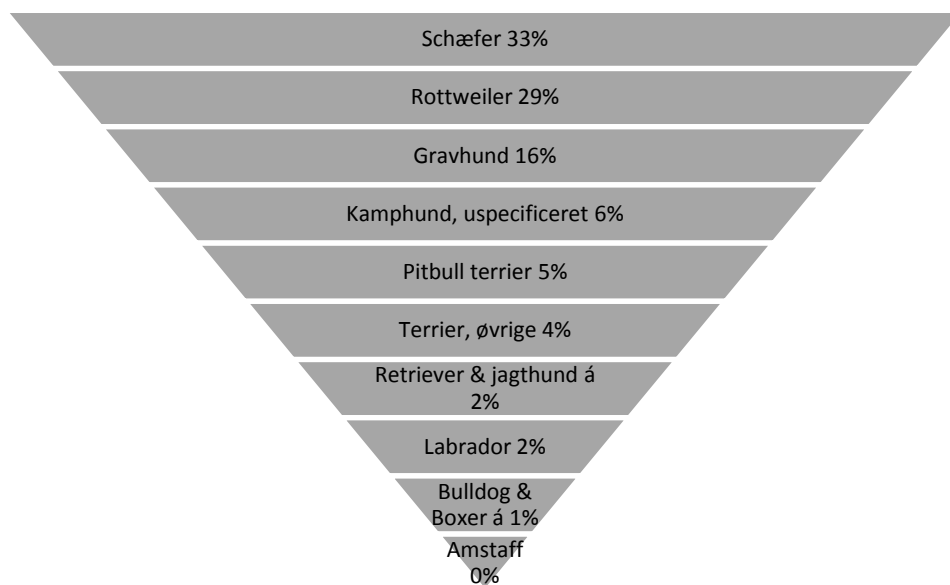 Schæfer 33%
Rottweiler 29%
Gravhund 16%
Kamphund, uspecificeret 6%
Pitbull terrier 5%
Terrier, øvrige 4%
Retriever & jagthund á
2%
Labrador 2%
Bulldog &
Boxer á 1%
Amstaff
0%